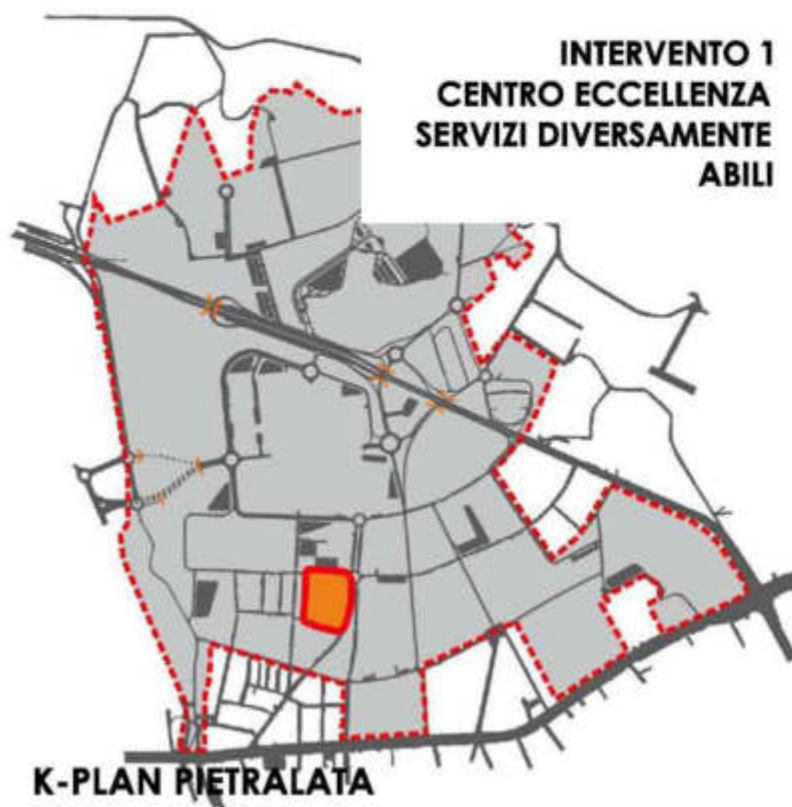 INTERVENTO 1
CENTRO ECCELLENZA
SERVIZI DIVERSAMENTE
ABILI
K-PLAN PIETRALATA